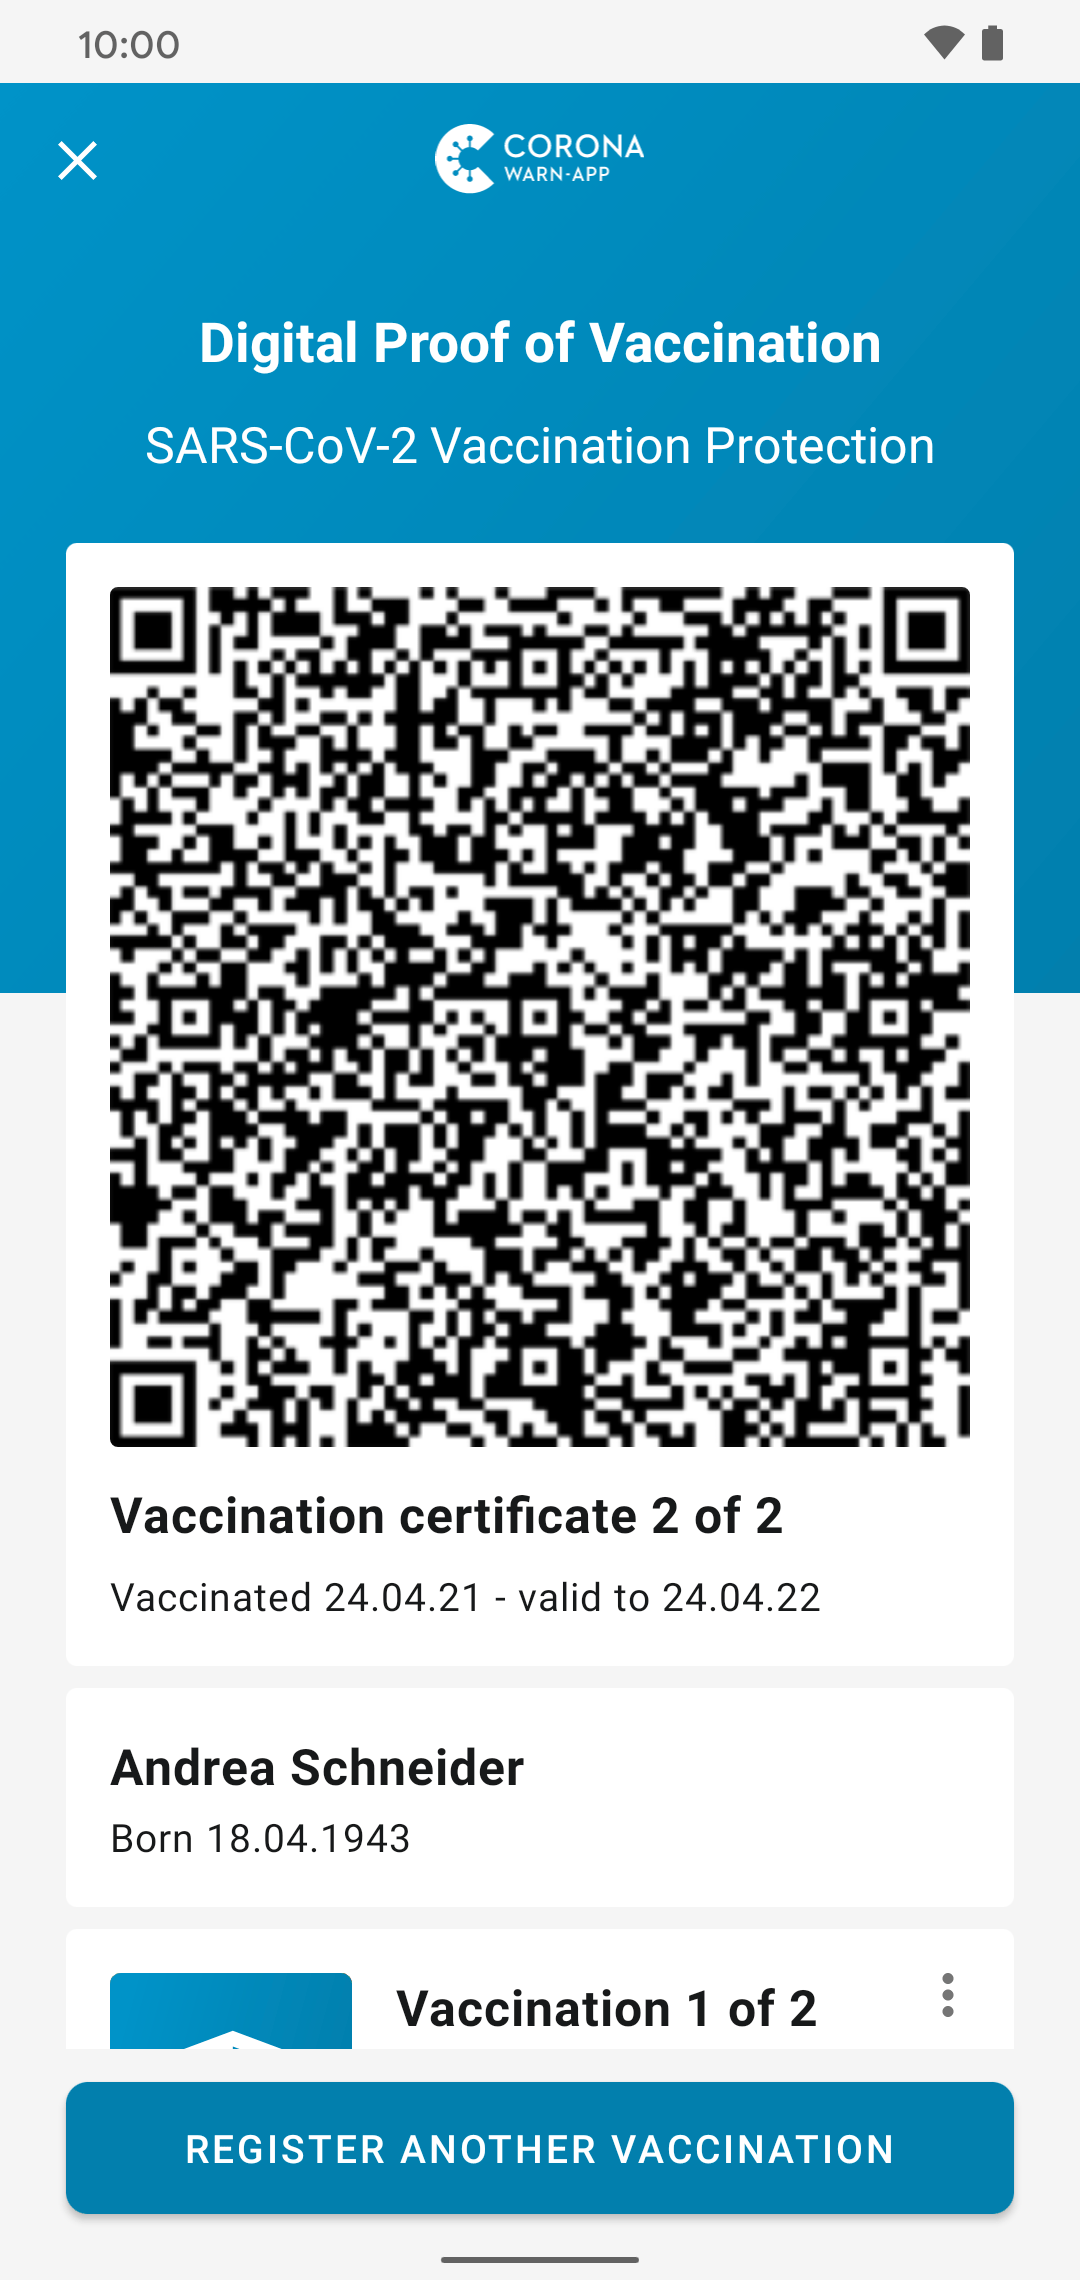 10:00
CORONA
WARN-APP
Digital Proof of Vaccination
SARS-CoV-2 Vaccination Protection
Vaccination certificate 2 of 2
Vaccinated 24.04.21 - valid to 24.04.22
Andrea Schneider
Born 18.04.1943
Vaccination 1 of 2
REGISTER ANOTHER VACCINATION